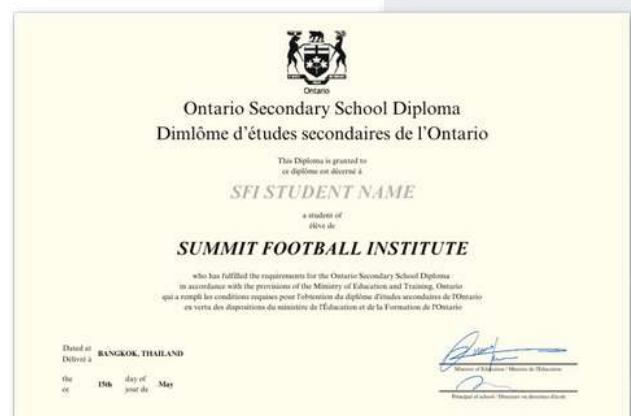 Ontario
Ontario Secondary School Diploma
Dimlôme d'études secondaires de l'Ontario
This Diploma is granted to
ce diplôme est décerné à
SFI STUDENT NAME
a student of
élève de
SUMMIT FOOTBALL INSTITUTE
who has fulfilled the requirements for the Ontario Secondary School Diploma
in accordance with the provisions of the Ministry of Education and Training, Ontario
qui a rempli les conditions requises pour l'obtention du diplôme d'études secondaires de l'Ontario
en vertu des dispositions du ministère de l'Éducation et de la Formation de l'Ontario
Dated at
Délivré à
BANGKOK, THAILAND
the
ce
15th
day of
jour de
May
Minister of Education / Ministre de l'Éducation
Principal of school / Directeur ou directrice d'école